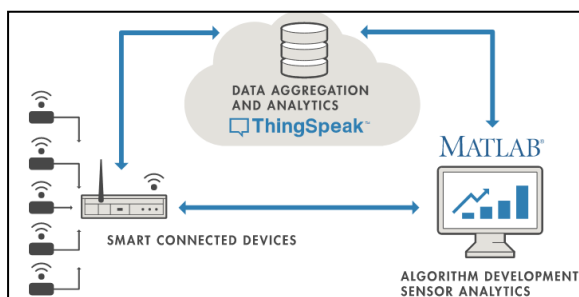 DATA AGGREGATION
AND ANALYTICS
ThingSpeak™
MATLAB®
SMART CONNECTED DEVICES
ALGORITHM DEVELOPMENT
SENSOR ANALYTICS